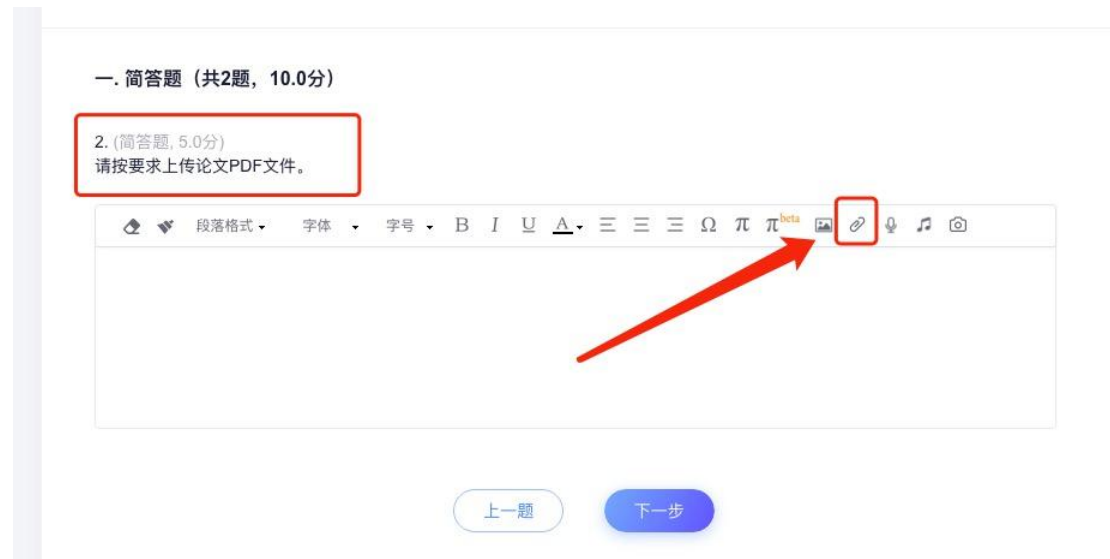 一. 简答题（共2题，10.0分）
2. (简答题, 5.0分)
请按要求上传论文PDF文件。
段落格式 字体 字号 B I U A Ω π π beta
上一题 下一步